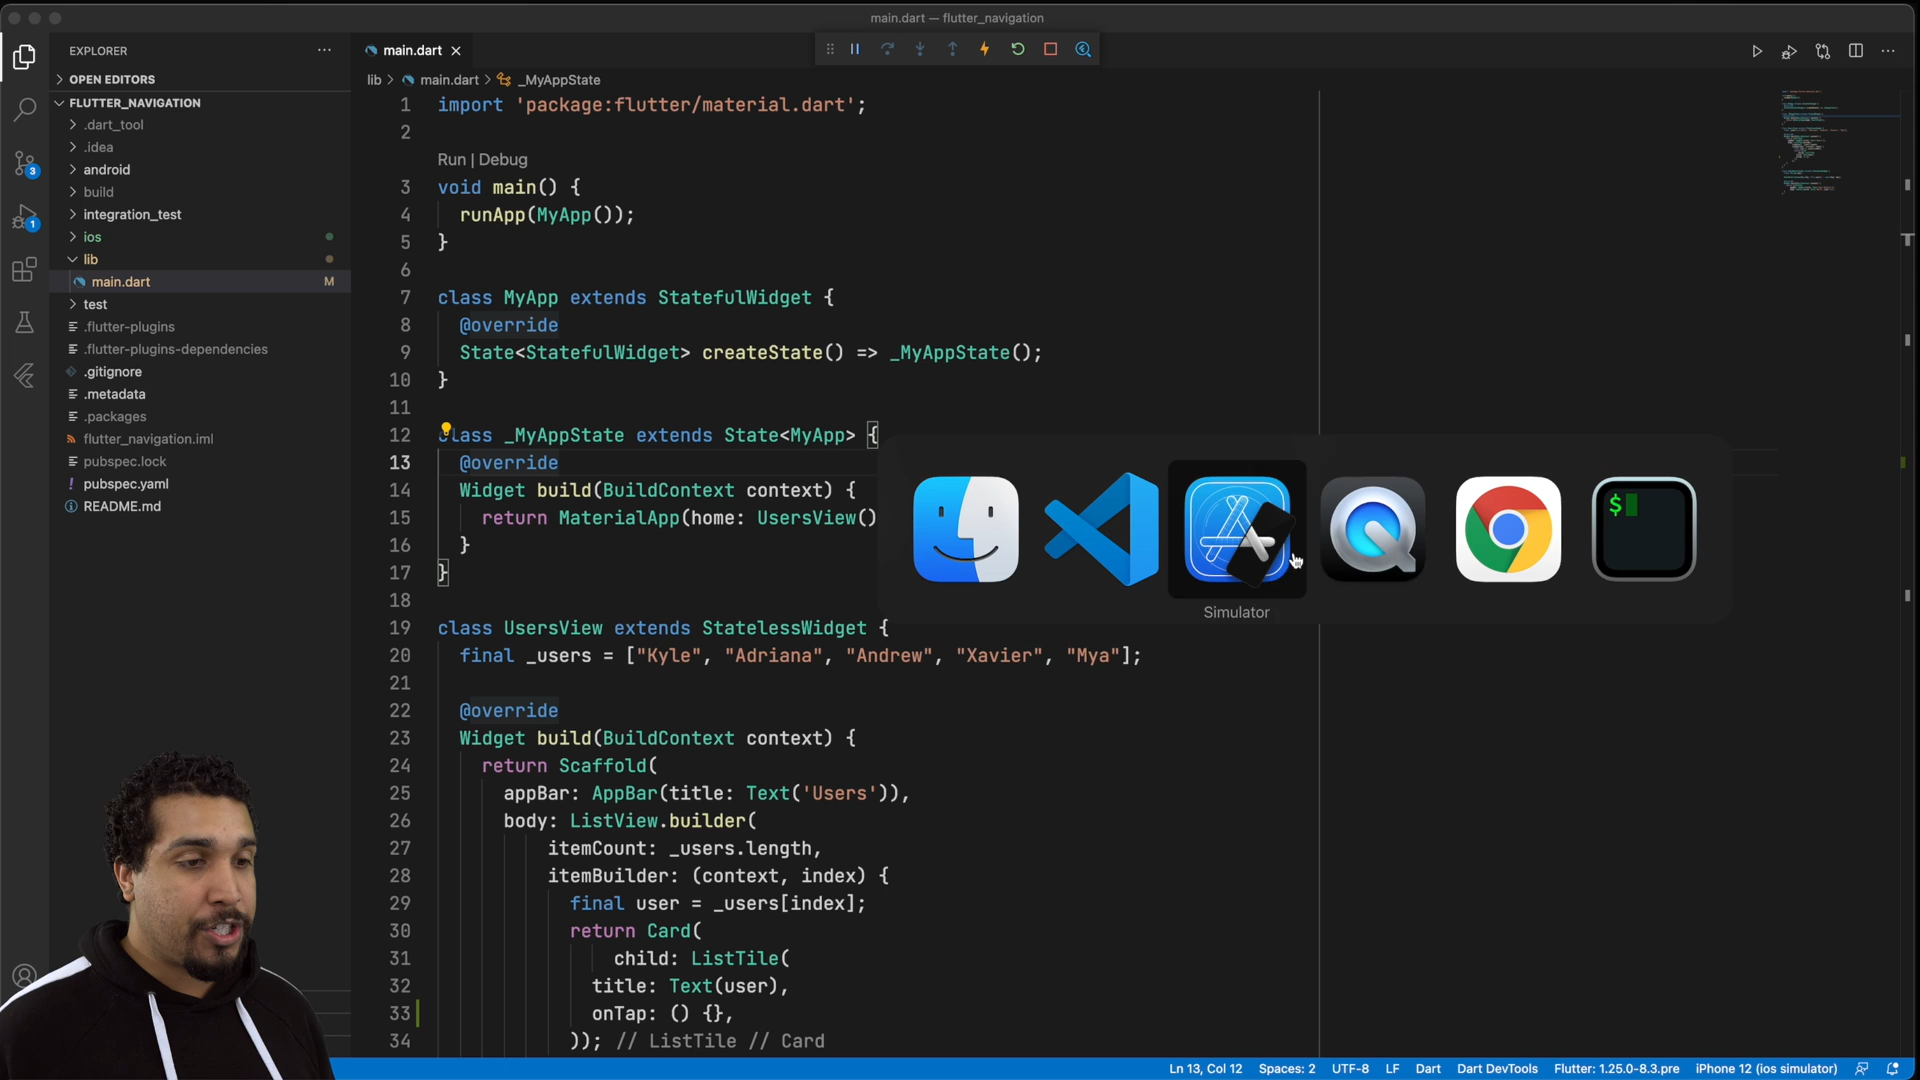 main.dart — flutter_navigation
EXPLORER
OPEN EDITORS
FLUTTER_NAVIGATION
.dart_tool
.idea
android
build
integration_test
ios
lib
main.dart M
test
.flutter-plugins
.flutter-plugins-dependencies
.gitignore
.metadata
.packages
flutter_navigation.iml
pubspec.lock
! pubspec.yaml
README.md
3
1
main.dart
lib > main.dart > _MyAppState
1 import 'package:flutter/material.dart';
2
Run | Debug
3 void main() {
4 runApp(MyApp());
5 }
6
7 class MyApp extends StatefulWidget {
8 @override
9 State<StatefulWidget> createState() => _MyAppState();
10 }
11
12 class _MyAppState extends State<MyApp> {
13 @override
14 Widget build(BuildContext context) {
15 return MaterialApp(home: UsersView()
16 }
17 }
18
19 class UsersView extends StatelessWidget {
20 final _users = ["Kyle", "Adriana", "Andrew", "Xavier", "Mya"];
21
22 @override
23 Widget build(BuildContext context) {
24 return Scaffold(
25 appBar: AppBar(title: Text('Users')),
26 body: ListView.builder(
27 itemCount: _users.length,
28 itemBuilder: (context, index) {
29 final user = _users[index];
30 return Card(
31 child: ListTile(
32 title: Text(user),
33 onTap: () {},
34 )); // ListTile // Card
$
Simulator
Ln 13, Col 12 Spaces: 2 UTF-8 LF Dart Dart DevTools Flutter: 1.25.0-8.3.pre iPhone 12 (ios simulator)